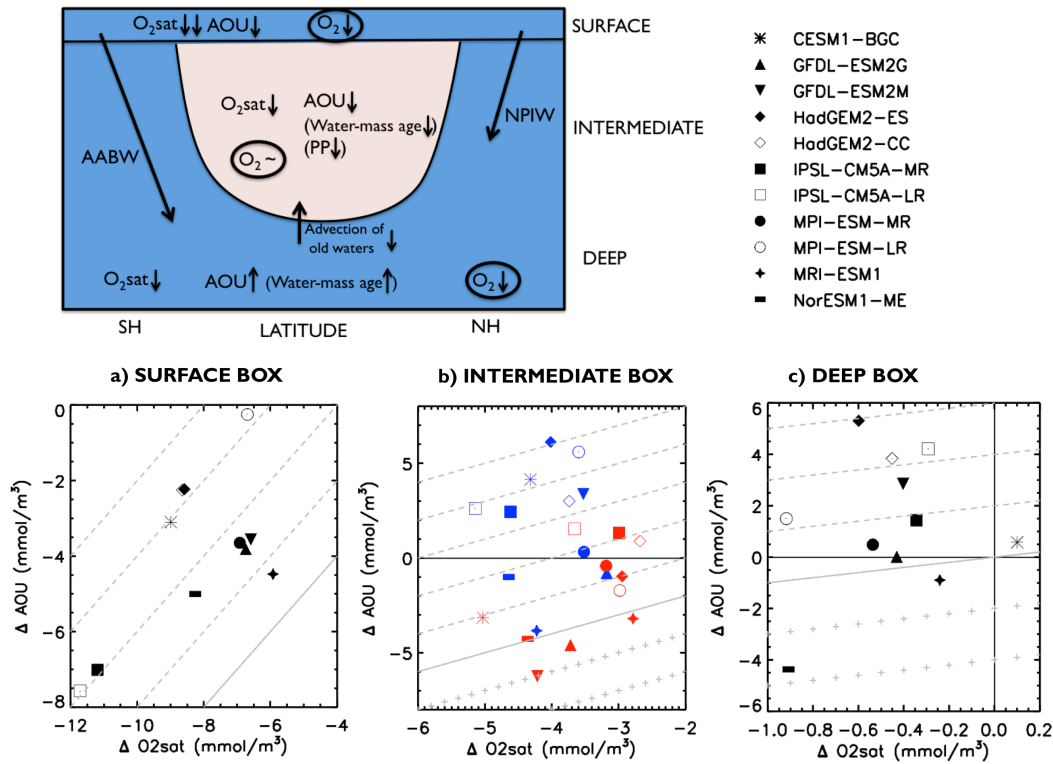 O₂sat↓↓ AOU↓ O₂↓ SURFACE
O₂sat↓ AOU↓
(Water-mass age↓)
(PP↓)
O₂ ~
AABW
NPIW
INTERMEDIATE
Advection of
old waters ↓
DEEP
O₂sat↓ AOU↑ (Water-mass age↑) O₂↓
SH LATITUDE NH
CESM1-BGC
GFDL-ESM2G
GFDL-ESM2M
HadGEM2-ES
HadGEM2-CC
IPSL-CM5A-MR
IPSL-CM5A-LR
MPI-ESM-MR
MPI-ESM-LR
MRI-ESM1
NorESM1-ME
a) SURFACE BOX
0
-2
-4
-6
-8
Δ AOU (mmol/m³)
-12 -10 -8 -6 -4
Δ O2sat (mmol/m³)
b) INTERMEDIATE BOX
5
0
-5
Δ AOU (mmol/m³)
-6 -5 -4 -3 -2
Δ O2sat (mmol/m³)
c) DEEP BOX
6
4
2
0
-2
-4
-6
Δ AOU (mmol/m³)
-1.0 -0.8 -0.6 -0.4 -0.2 0.0 0.2
Δ O2sat (mmol/m³)